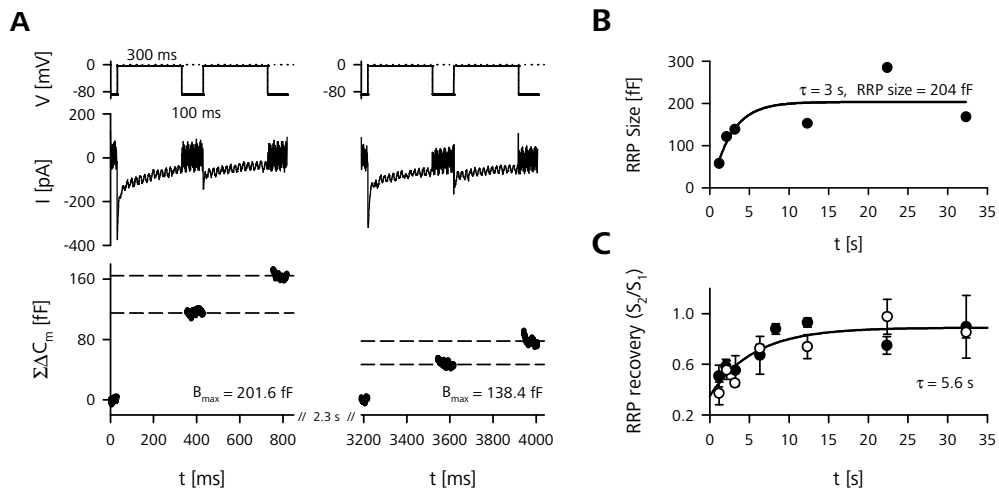 A
V [mV]
0
-80
300 ms
100 ms
0
-80
I [pA]
200
0
-200
-400
ΣΔCm [fF]
160
80
0
Bmax = 201.6 fF
Bmax = 138.4 fF
0 200 400 600 800 // 2.3 s // 3200 3400 3600 3800 4000
t [ms]
t [ms]
B
RRP Size [fF]
300
200
100
0
τ = 3 s, RRP size = 204 fF
0 5 10 15 20 25 30 35
t [s]
C
RRP recovery (S2/S1)
1.0
0.6
0.2
τ = 5.6 s
0 5 10 15 20 25 30 35
t [s]